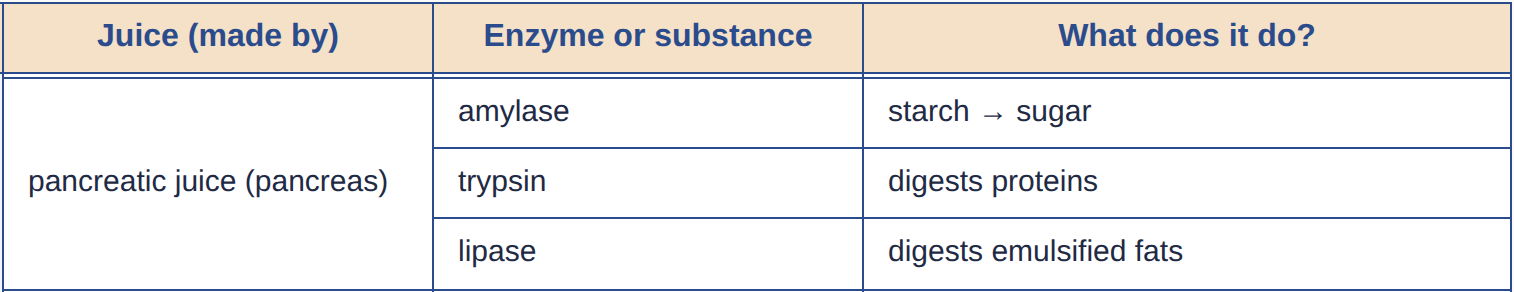 Juice (made by) Enzyme or substance What does it do?
amylase starch → sugar
pancreatic juice (pancreas) trypsin digests proteins
lipase digests emulsified fats